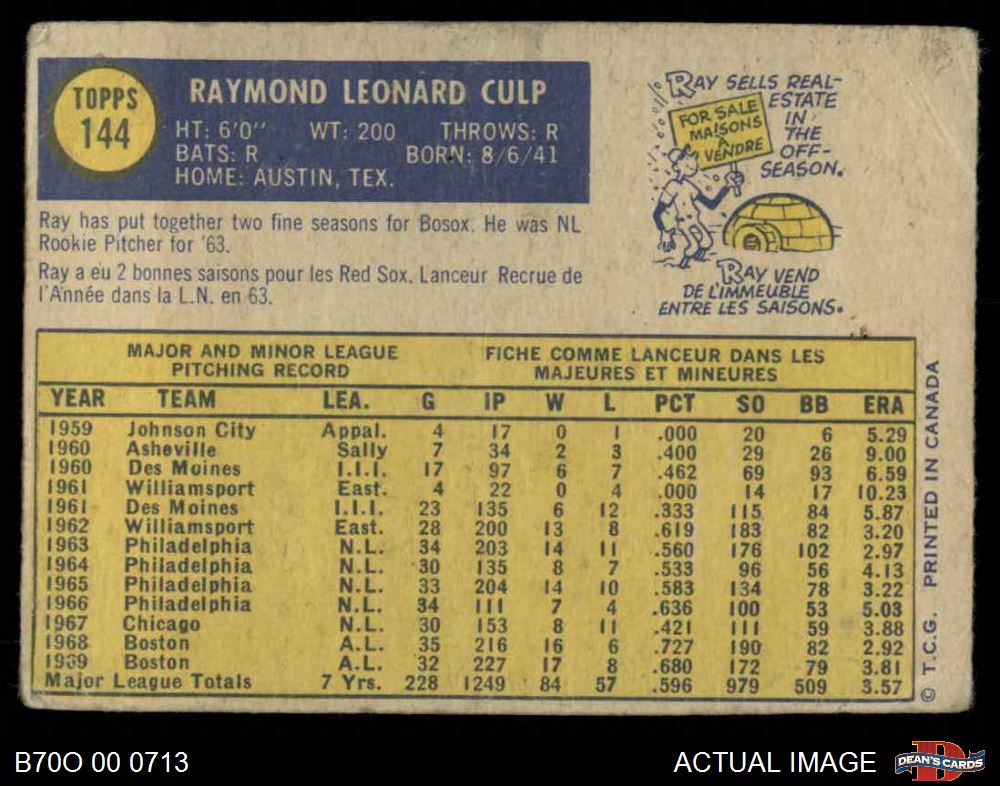 TOPPS
144
RAYMOND LEONARD CULP
HT: 6'0" WT: 200 THROWS: R
BATS: R BORN: 8/6/41
HOME: AUSTIN, TEX.
Ray has put together two fine seasons for Bosox. He was NL
Rookie Pitcher for '63.
Ray a eu 2 bonnes saisons pour les Red Sox. Lanceur Recrue de
l'Année dans la L.N. en 63.
RAY SELLS REAL-
ESTATE
IN
THE
OFF-
SEASON.
FOR SALE
MAISONS
À
VENDRE
RAY VEND
DE L'IMMEUBLE
ENTRE LES SAISONS.
MAJOR AND MINOR LEAGUE
PITCHING RECORD
FICHE COMME LANCEUR DANS LES
MAJEURES ET MINEURES
YEAR TEAM LEA. G IP W L PCT SO BB ERA
1959 Johnson City Appal. 4 17 0 1 .000 20 6 5.29
1960 Asheville Sally 7 34 2 3 .400 29 26 9.00
1960 Des Moines I.I.I. 17 97 6 7 .462 69 93 6.59
1961 Williamsport East. 4 22 0 4 .000 14 17 10.23
1961 Des Moines I.I.I. 23 135 6 12 .333 115 84 5.87
1962 Williamsport East. 28 200 13 8 .619 183 82 3.20
1963 Philadelphia N.L. 34 203 14 11 .560 176 102 2.97
1964 Philadelphia N.L. 30 135 8 7 .533 96 56 4.13
1965 Philadelphia N.L. 33 204 14 10 .583 134 78 3.22
1966 Philadelphia N.L. 34 111 7 4 .636 100 53 5.03
1967 Chicago N.L. 30 153 8 11 .421 111 59 3.88
1968 Boston A.L. 35 216 16 6 .727 190 82 2.92
1969 Boston A.L. 32 227 17 8 .680 172 79 3.81
Major League Totals 7 Yrs. 228 1249 84 57 .596 979 509 3.57
© T.C.G. PRINTED IN CANADA
B70O 00 0713
ACTUAL IMAGE
D
DEAN'S CARDS